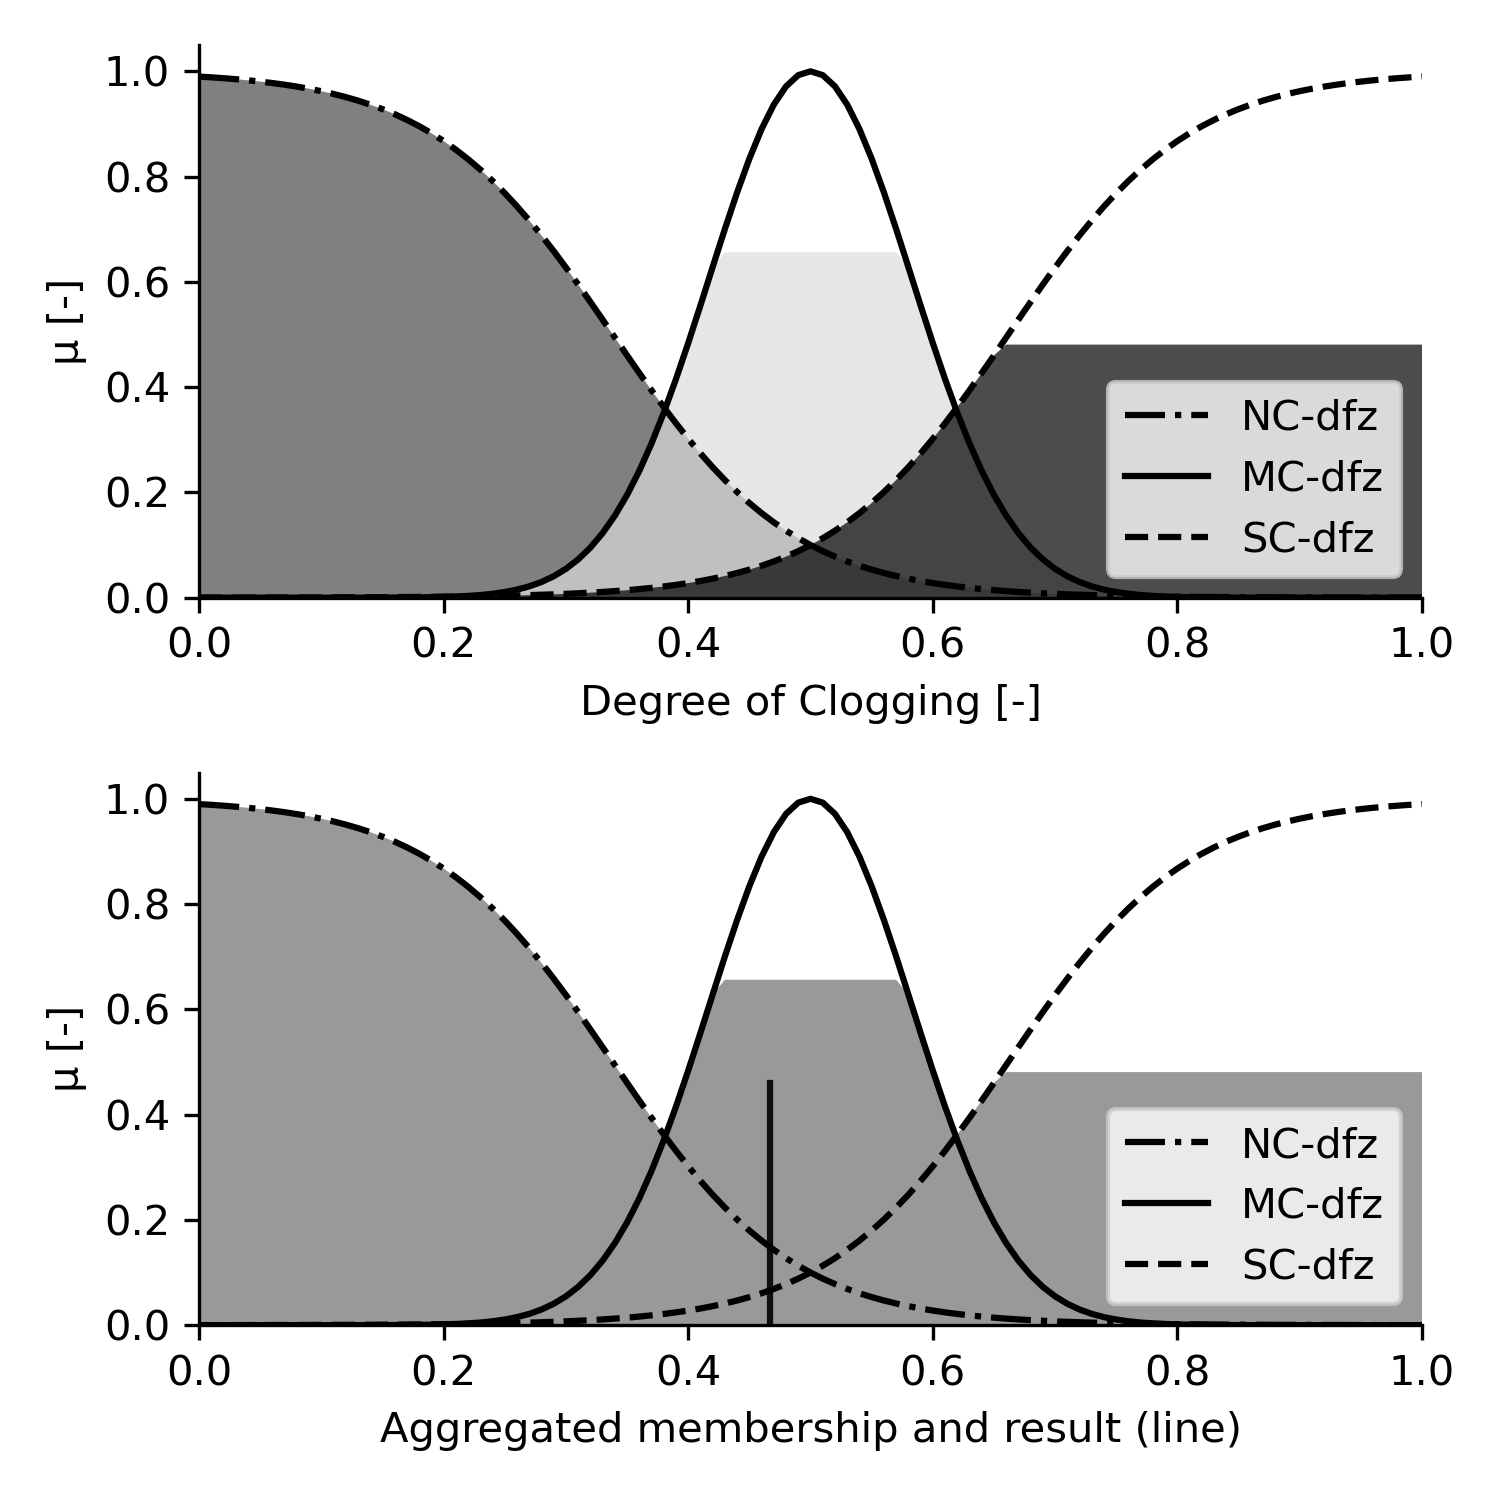 1.0
0.8
0.6
0.4
0.2
0.0
µ [-]
0.0 0.2 0.4 0.6 0.8 1.0
Degree of Clogging [-]
NC-dfz
MC-dfz
SC-dfz
1.0
0.8
0.6
0.4
0.2
0.0
µ [-]
0.0 0.2 0.4 0.6 0.8 1.0
Aggregated membership and result (line)
NC-dfz
MC-dfz
SC-dfz